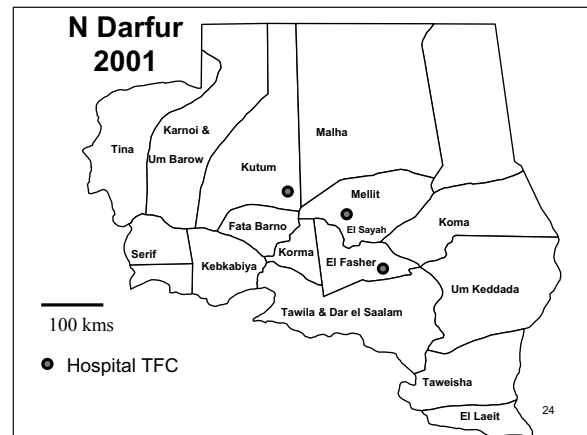 N Darfur
2001
Tina
Karnoi &
Um Barow
Malha
Kutum
Mellit
El Sayah
Koma
Fata Barno
Korma
El Fasher
Serif
Kebkabiya
Um Keddada
Tawila & Dar el Saalam
100 kms
Hospital TFC
Taweisha
El Laeit
24